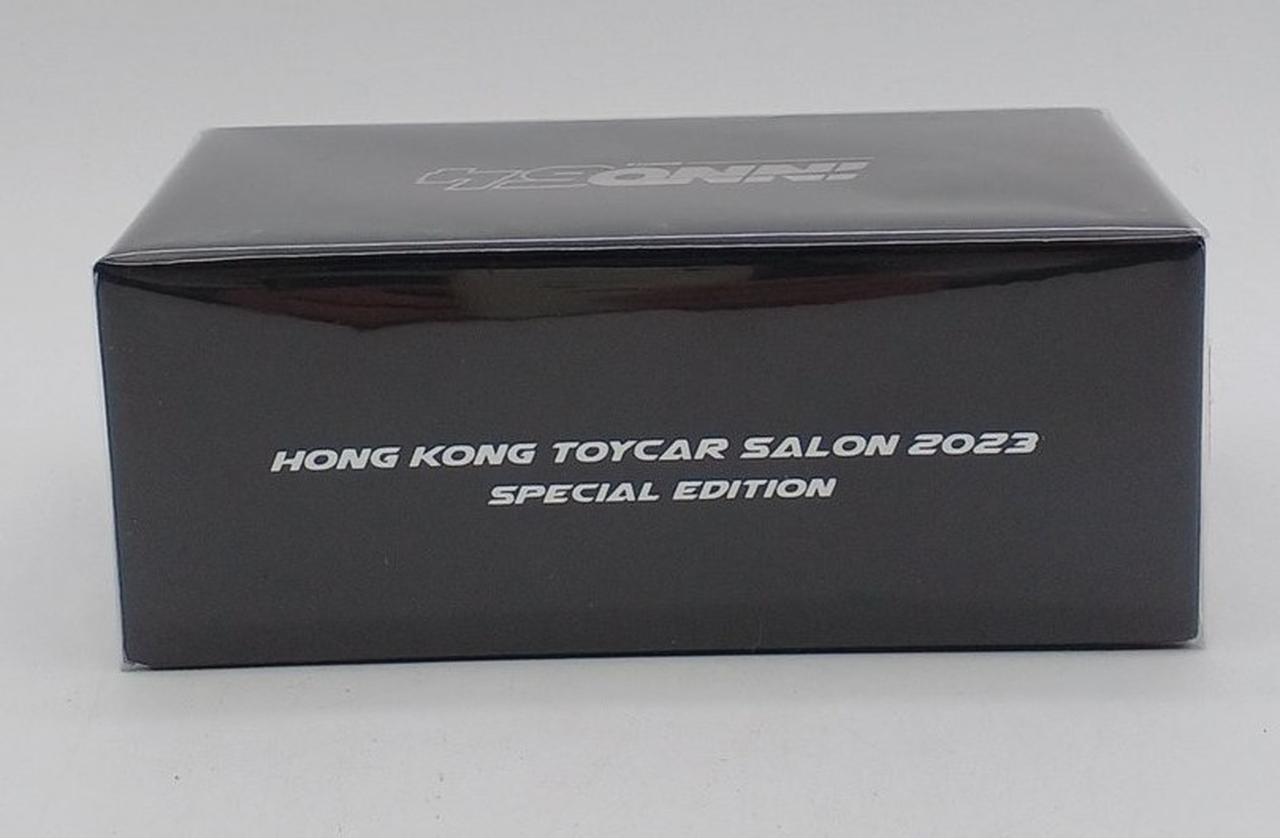 INNO64
HONG KONG TOYCAR SALON 2023
SPECIAL EDITION